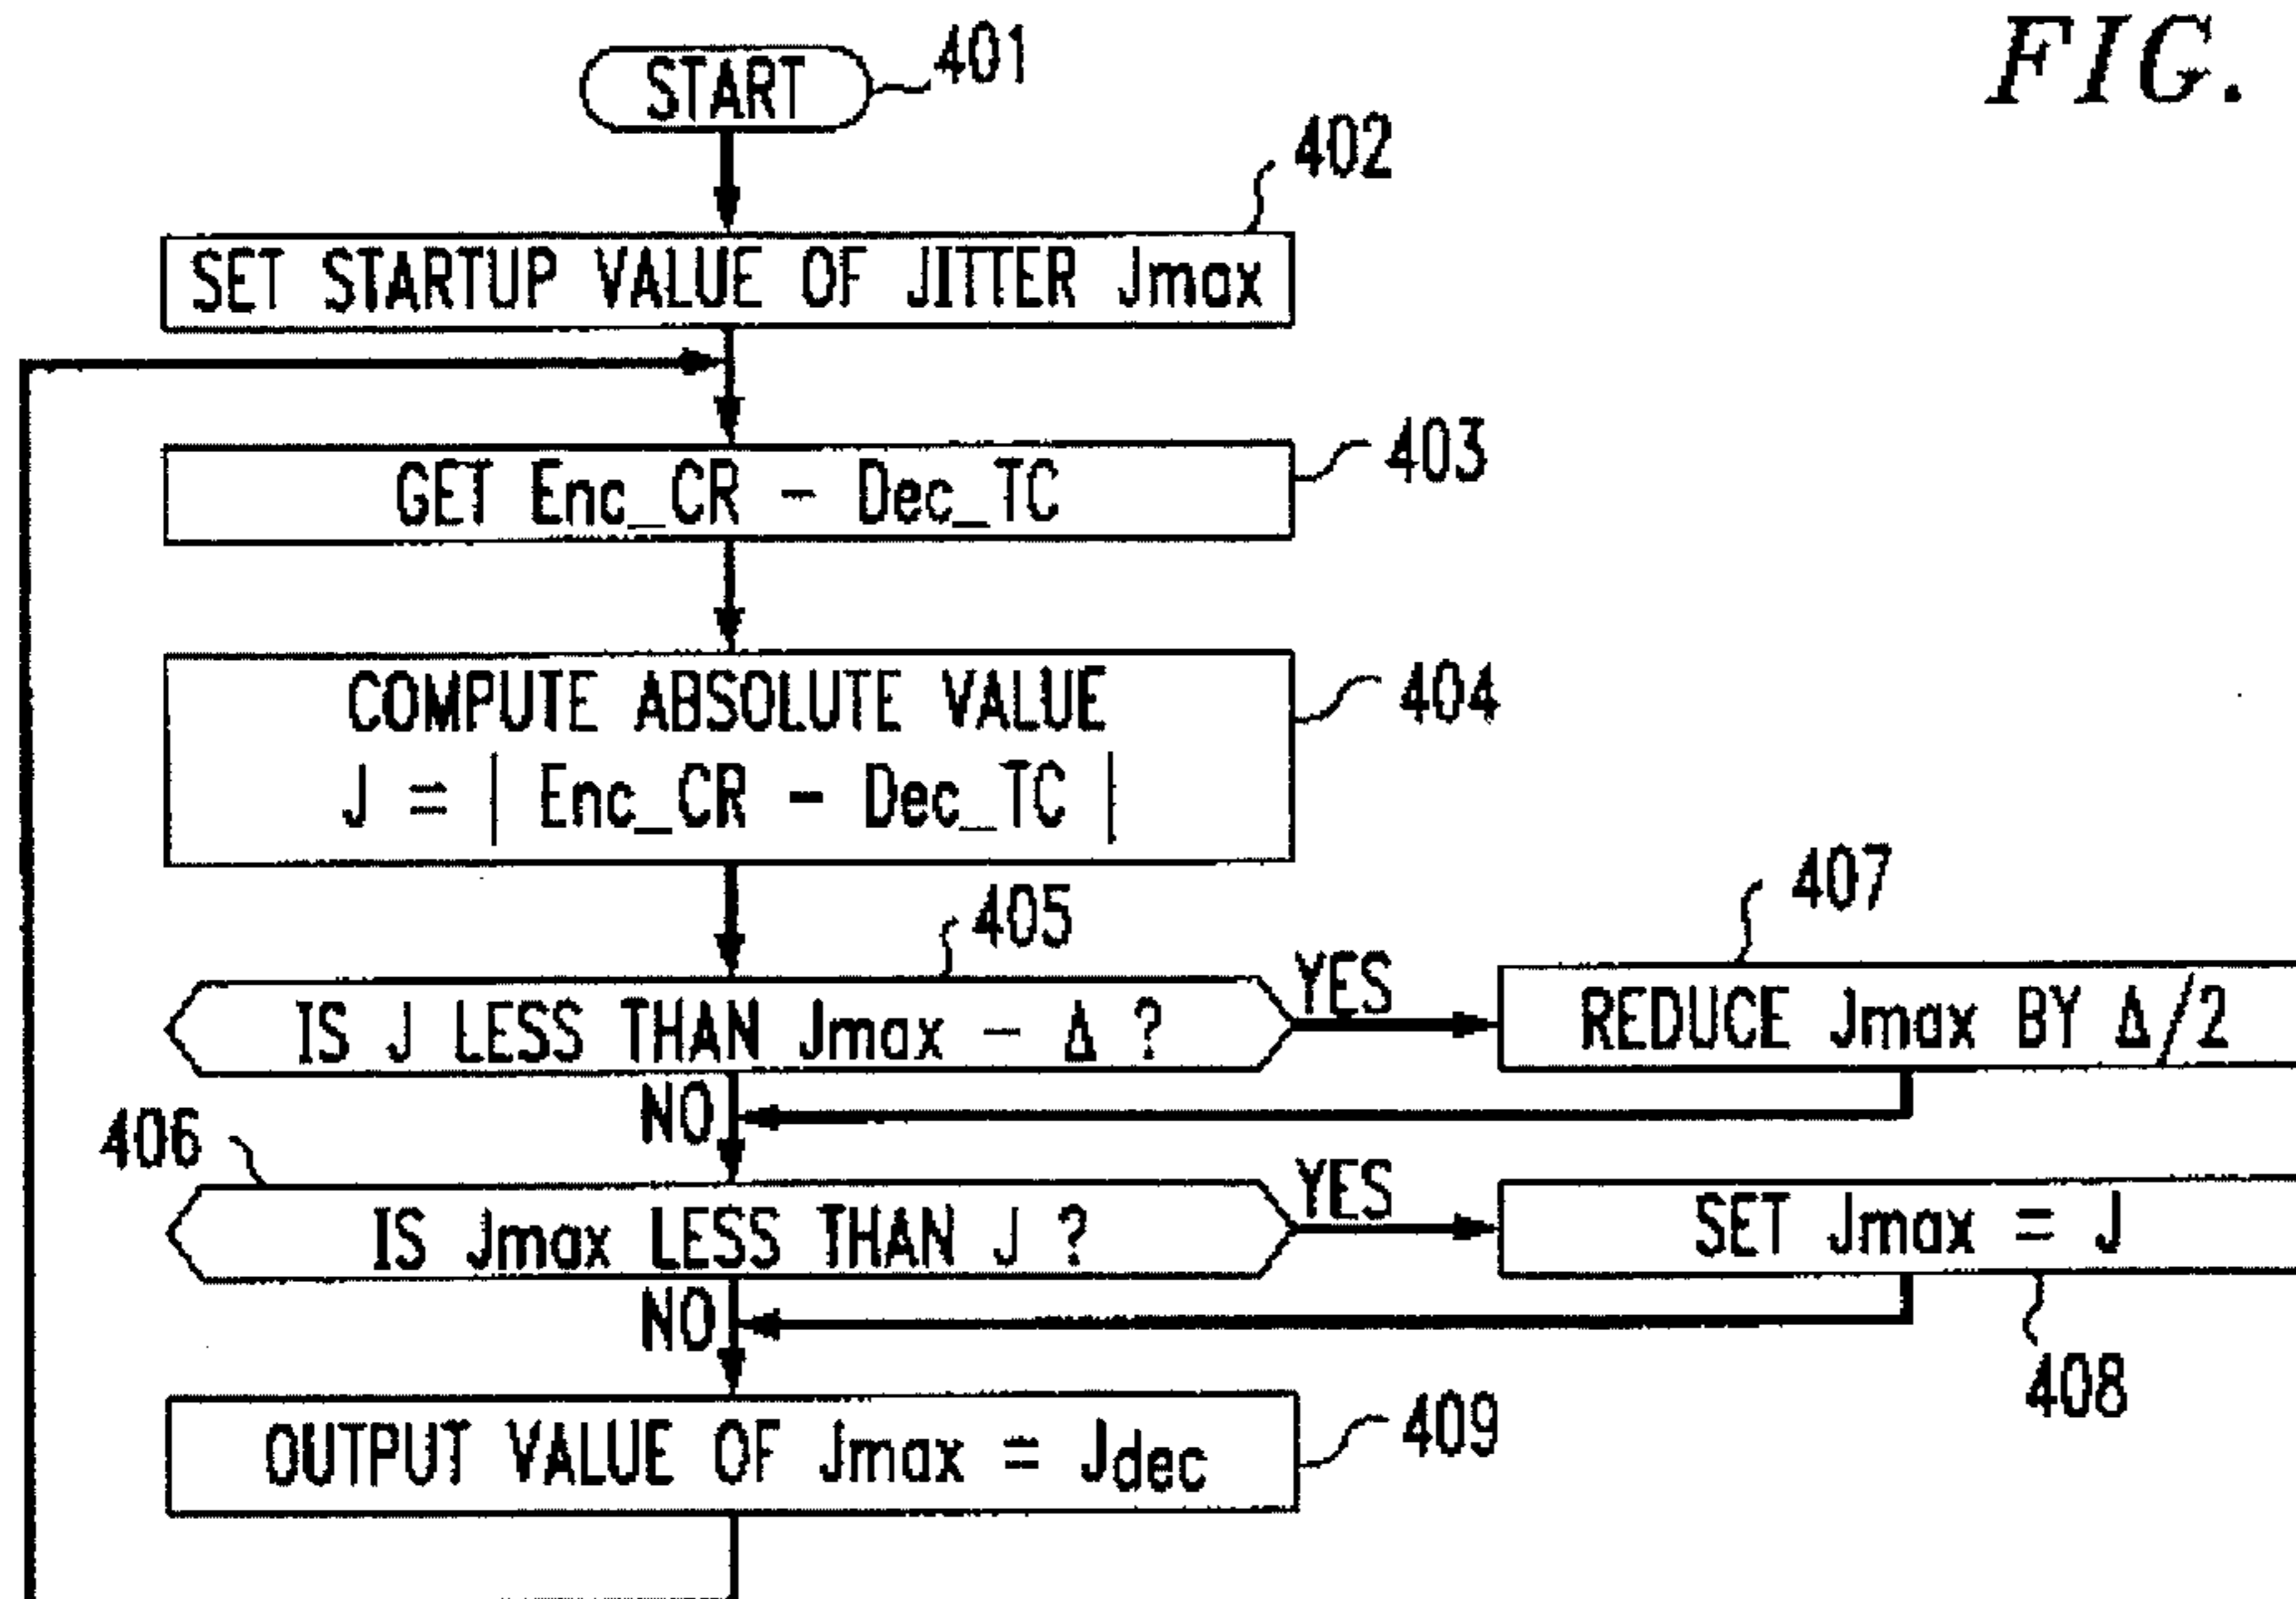 FIG.
START
401
402
SET STARTUP VALUE OF JITTER Jmax
403
GET Enc_CR - Dec_TC
404
COMPUTE ABSOLUTE VALUE
J = | Enc_CR - Dec_TC |
405
407
IS J LESS THAN Jmax - Δ ?
YES
REDUCE Jmax BY Δ/2
NO
406
IS Jmax LESS THAN J ?
YES
SET Jmax = J
NO
408
409
OUTPUT VALUE OF Jmax = Jdec